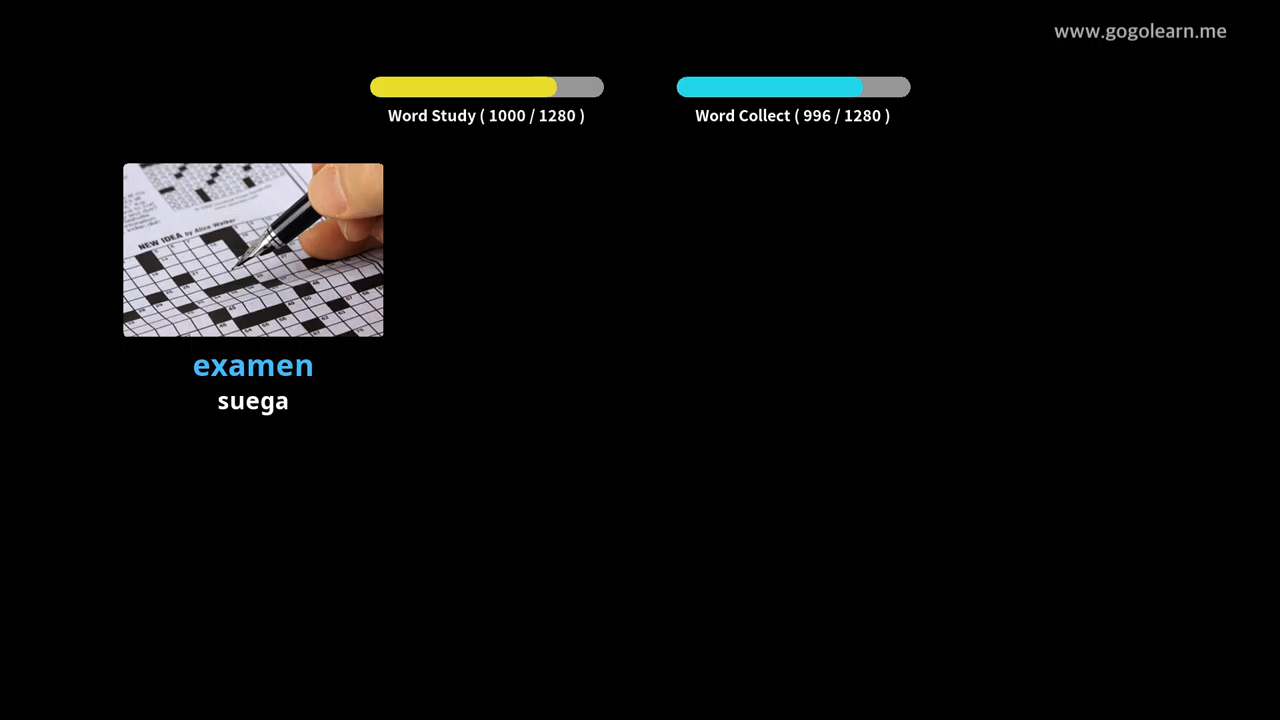 www.gogolearn.me
Word Study ( 1000 / 1280 )
Word Collect ( 996 / 1280 )
NEW IDEA by Alice Walker
examen
suega